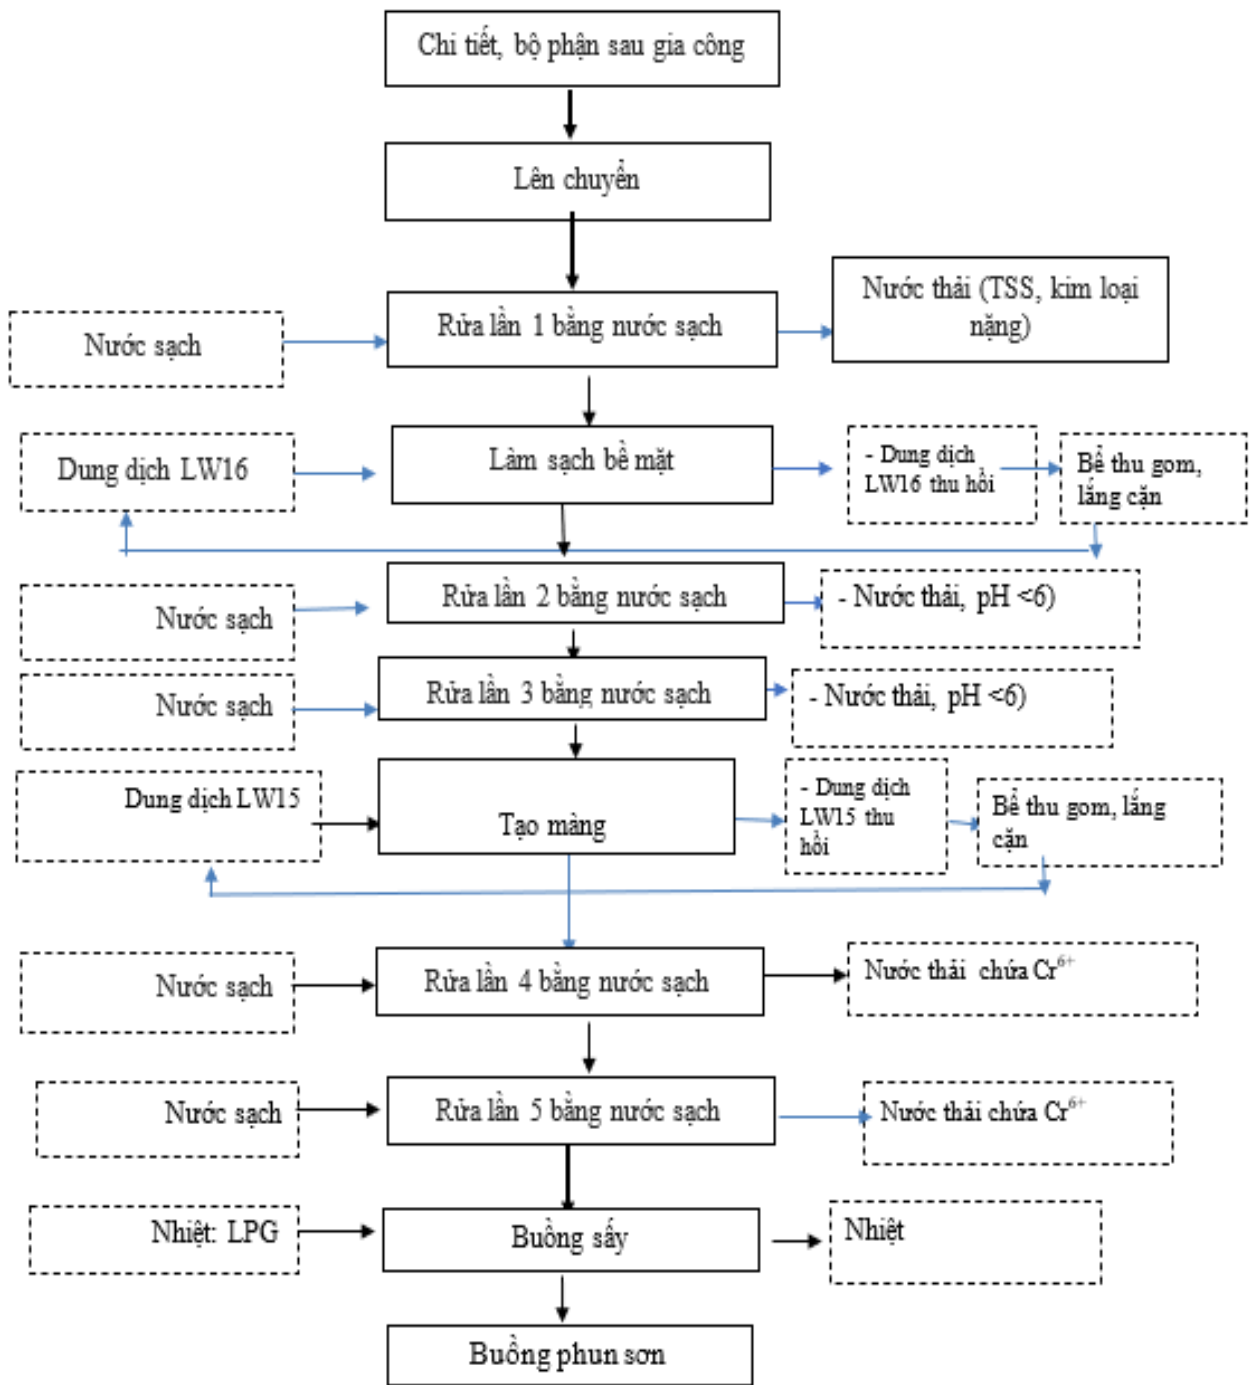 Chi tiết, bộ phận sau gia công
Lên chuyển
Nước sạch
Rửa lần 1 bằng nước sạch
Nước thải (TSS, kim loại
nặng)
Dung dịch LW16
Làm sạch bề mặt
- Dung dịch
LW16 thu hồi
Bể thu gom,
lắng cặn
Nước sạch
Rửa lần 2 bằng nước sạch
- Nước thải, pH <6)
Nước sạch
Rửa lần 3 bằng nước sạch
- Nước thải, pH <6)
Dung dịch LW15
Tạo màng
- Dung dịch
LW15 thu
hồi
Bể thu gom, lắng
cặn
Nước sạch
Rửa lần 4 bằng nước sạch
Nước thải chứa Cr⁶⁺
Nước sạch
Rửa lần 5 bằng nước sạch
Nước thải chứa Cr⁶⁺
Nhiệt: LPG
Buồng sấy
Nhiệt
Buồng phun sơn